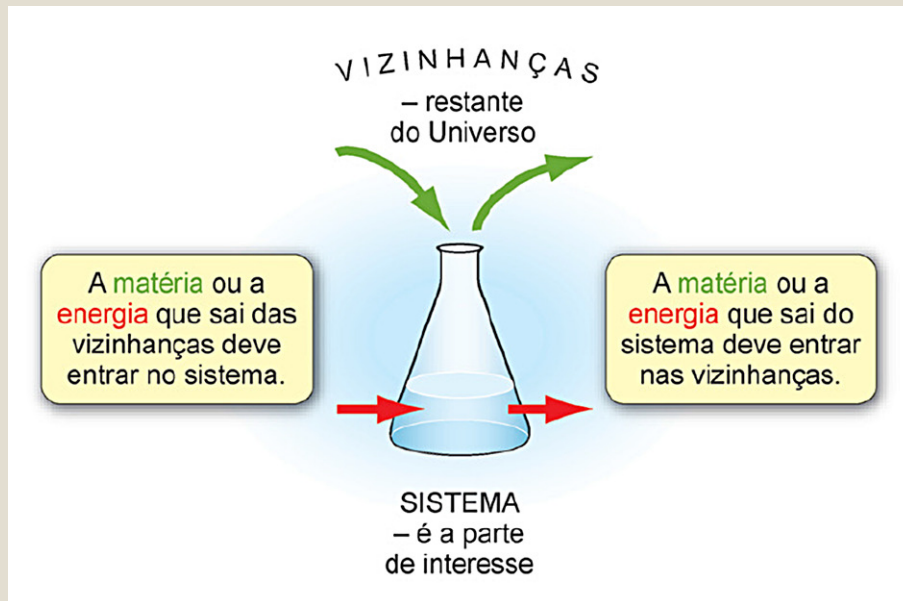 VIZINHANÇAS
– restante
do Universo
A matéria ou a
energia que sai das
vizinhanças deve
entrar no sistema.
A matéria ou a
energia que sai do
sistema deve entrar
nas vizinhanças.
SISTEMA
– é a parte
de interesse